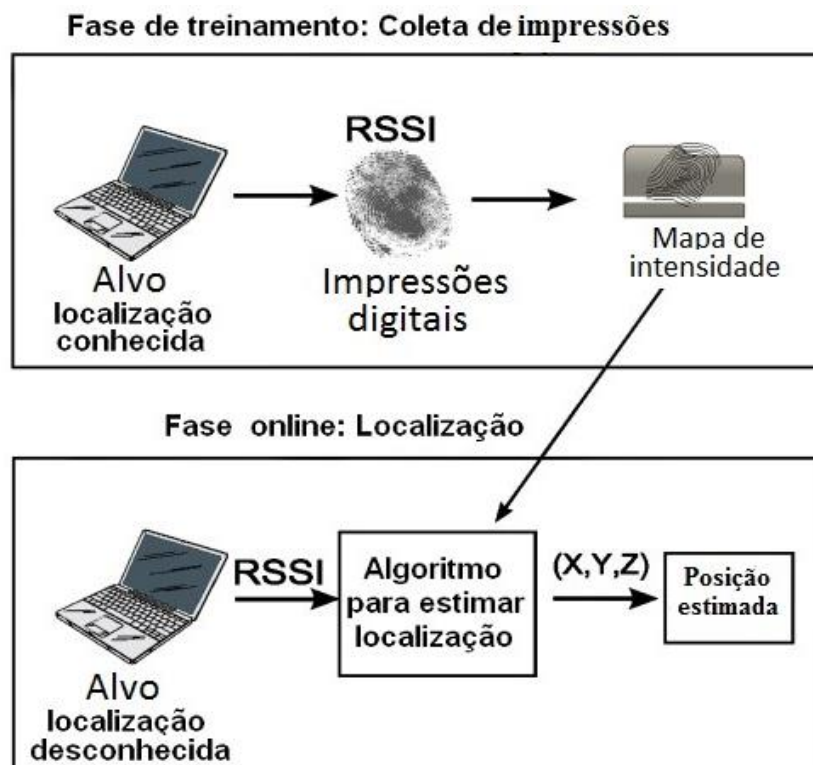 Fase de treinamento: Coleta de impressões
RSSI
Alvo
localização
conhecida
Impressões
digitais
Mapa de
intensidade
Fase online: Localização
RSSI
Alvo
localização
desconhecida
Algoritmo
para estimar
localização
(X,Y,Z)
Posição
estimada